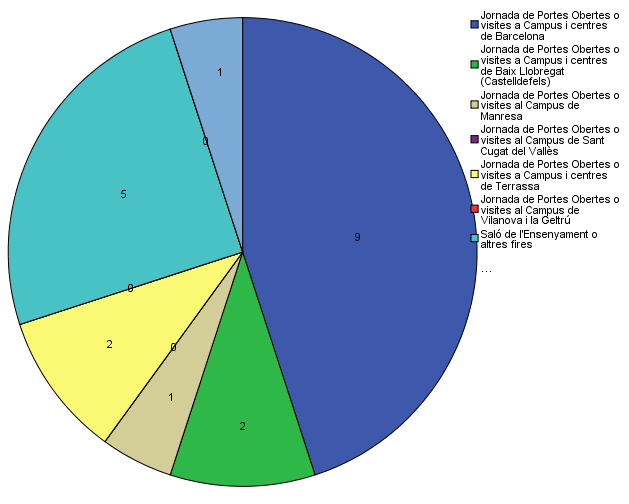 Jornada de Portes Obertes o
visites a Campus i centres
de Barcelona
Jornada de Portes Obertes o
visites a Campus i centres
de Baix Llobregat
(Castelldefels)
Jornada de Portes Obertes o
visites al Campus de
Manresa
Jornada de Portes Obertes o
visites al Campus de Sant
Cugat del Vallès
Jornada de Portes Obertes o
visites a Campus i centres
de Terrassa
Jornada de Portes Obertes o
visites al Campus de
Vilanova i la Geltrú
Saló de l'Ensenyament o
altres fires
...
1
0
5
9
0
2
0
1
2